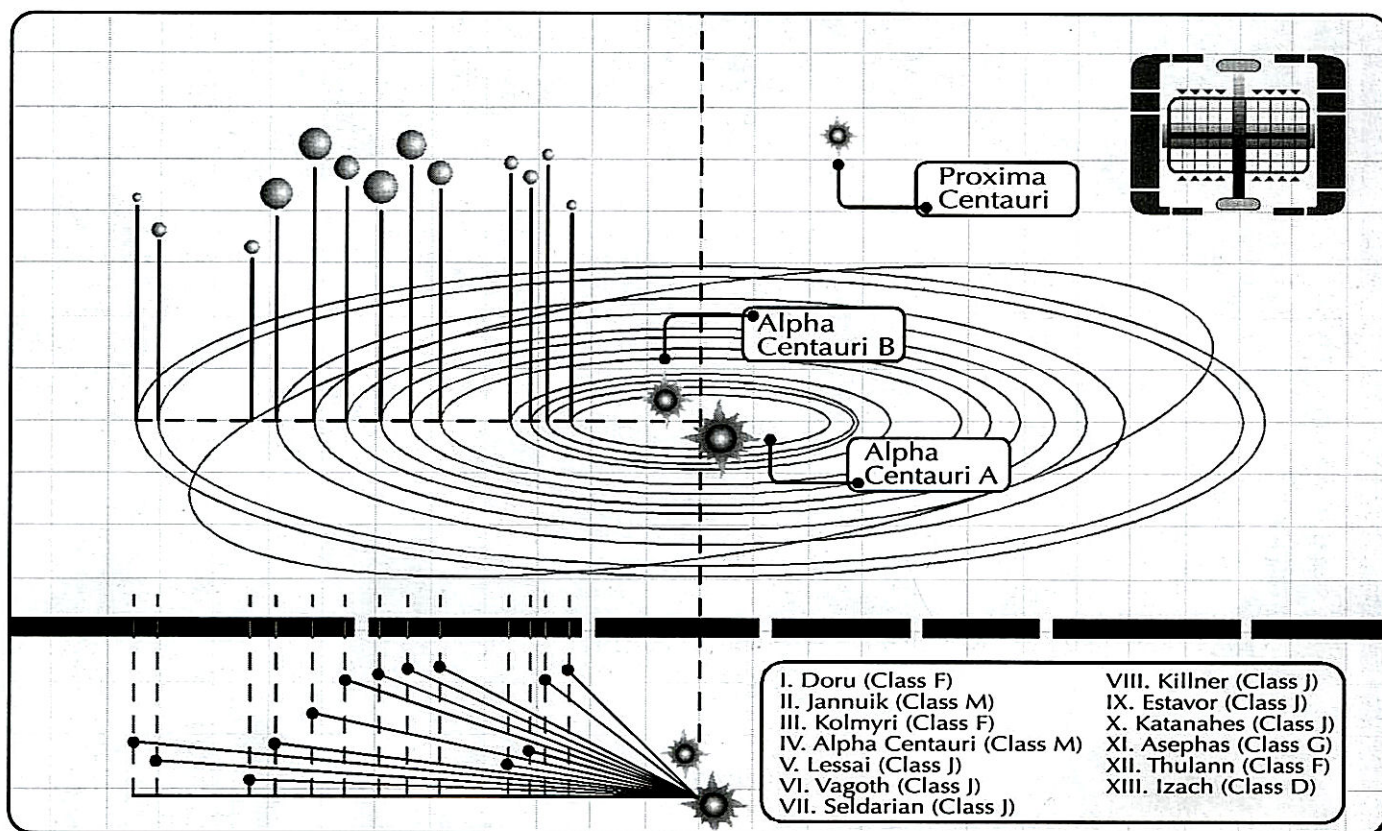 Proxima
Centauri
Alpha
Centauri B
Alpha
Centauri A
I. Doru (Class F)
II. Jannuik (Class M)
III. Kolmyri (Class F)
IV. Alpha Centauri (Class M)
V. Lessai (Class J)
VI. Vagoth (Class J)
VII. Seldarian (Class J)
VIII. Killner (Class J)
IX. Estavor (Class J)
X. Katanahes (Class J)
XI. Asephas (Class G)
XII. Thulann (Class F)
XIII. Izach (Class D)